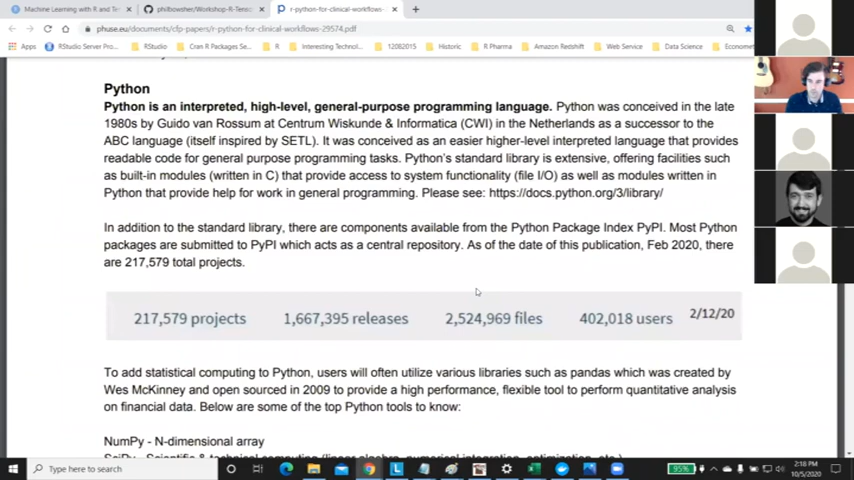 Machine Learning with R and Te
philbowsher/Workshop-R-Tenso
r-python-for-clinical-workflows-
phuse.eu/documents/cfp-papers/r-python-for-clinical-workflows-29574.pdf
Apps RStudio Server Pro RStudio Cran R Packages Se... R Interesting Technol... 12082015 Historic R Pharma Amazon Redshift Web Service Data Science Econome
Python
Python is an interpreted, high-level, general-purpose programming language. Python was conceived in the late
1980s by Guido van Rossum at Centrum Wiskunde & Informatica (CWI) in the Netherlands as a successor to the
ABC language (itself inspired by SETL). It was conceived as an easier higher-level interpreted language that provides
readable code for general purpose programming tasks. Python's standard library is extensive, offering facilities such
as built-in modules (written in C) that provide access to system functionality (file I/O) as well as modules written in
Python that provide help for work in general programming. Please see: https://docs.python.org/3/library/
In addition to the standard library, there are components available from the Python Package Index PyPI. Most Python
packages are submitted to PyPI which acts as a central repository. As of the date of this publication, Feb 2020, there
are 217,579 total projects.
217,579 projects 1,667,395 releases 2,524,969 files 402,018 users 2/12/20
To add statistical computing to Python, users will often utilize various libraries such as pandas which was created by
Wes McKinney and open sourced in 2009 to provide a high performance, flexible tool to perform quantitative analysis
on financial data. Below are some of the top Python tools to know:
NumPy - N-dimensional array
SciPy - Scientific & technical computing (linear algebra, numerical integration, optimization, etc.)
Type here to search
95%
2:18 PM
10/5/2020